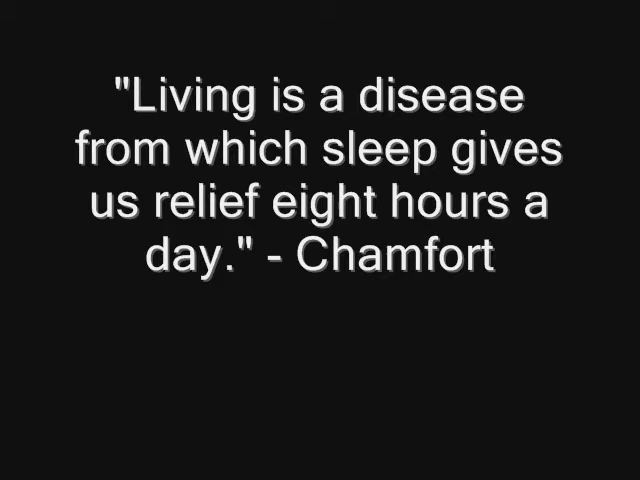 "Living is a disease
from which sleep gives
us relief eight hours a
day." - Chamfort